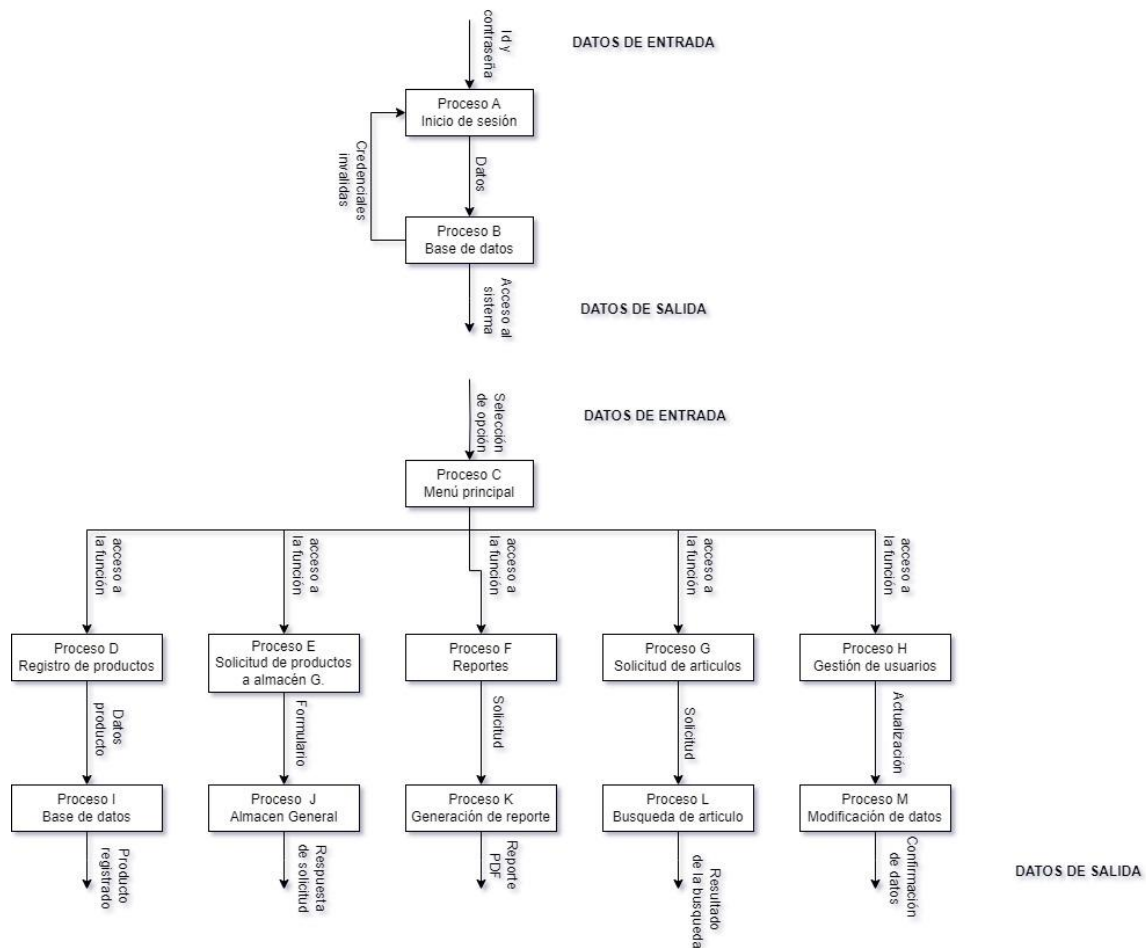 Id y
contraseña
DATOS DE ENTRADA
Proceso A
Inicio de sesión
Credenciales
invalidas
Datos
Proceso B
Base de datos
Acceso al
sistema
DATOS DE SALIDA
Selección
de opción
DATOS DE ENTRADA
Proceso C
Menú principal
acceso a
la función
acceso a
la función
acceso a
la función
acceso a
la función
acceso a
la función
Proceso D
Registro de productos
Proceso E
Solicitud de productos
a almacén G.
Proceso F
Reportes
Proceso G
Solicitud de articulos
Proceso H
Gestión de usuarios
Datos
producto
Formulario
Solicitud
Solicitud
Actualización
Proceso I
Base de datos
Proceso J
Almacen General
Proceso K
Generación de reporte
Proceso L
Busqueda de articulo
Proceso M
Modificación de datos
Producto
registrado
Respuesta
de solicitud
Reporte
PDF
Resultado
de la busqueda
Confirmación
de datos
DATOS DE SALIDA